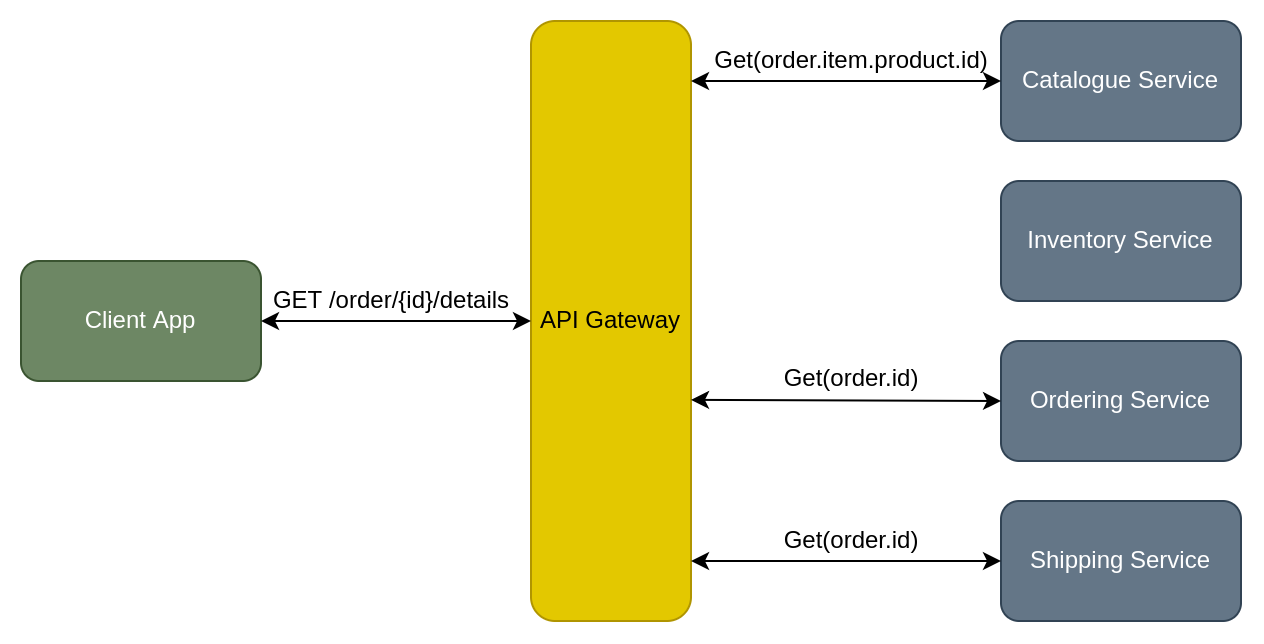 Get(order.item.product.id)
Catalogue Service
Inventory Service
GET /order/{id}/details
Client App
API Gateway
Get(order.id)
Ordering Service
Get(order.id)
Shipping Service